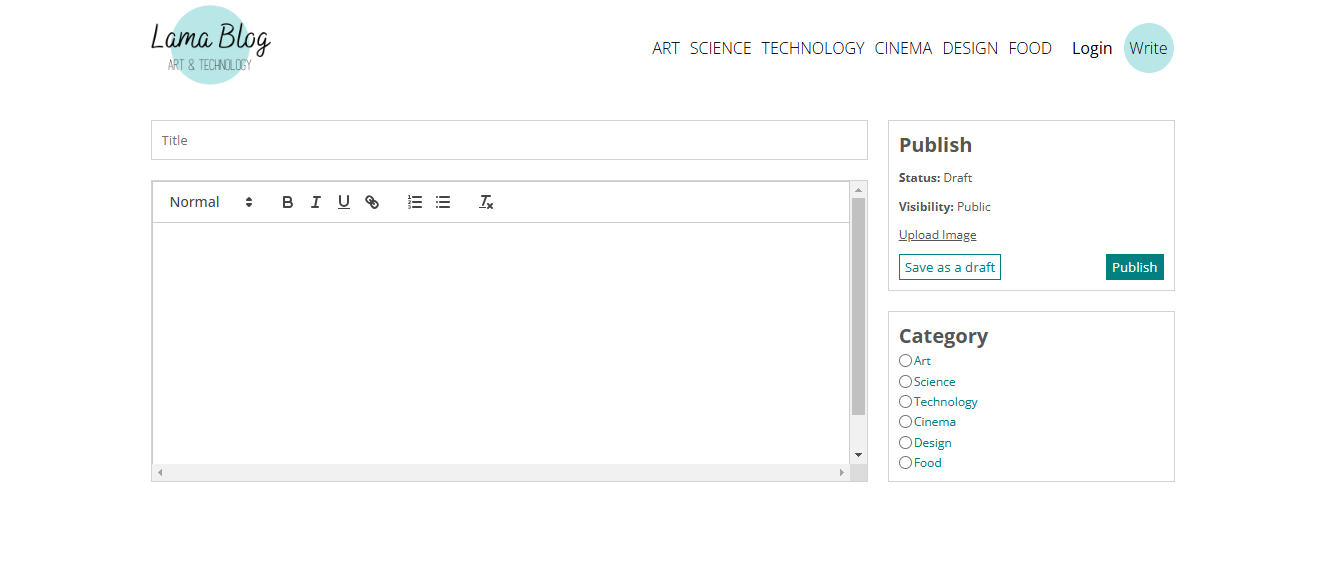 Lama Blog
ART & TECHNOLOGY
ART SCIENCE TECHNOLOGY CINEMA DESIGN FOOD Login Write
Title
Normal B I U Tx
Publish
Status: Draft
Visibility: Public
Upload Image
Save as a draft Publish
Category
Art
Science
Technology
Cinema
Design
Food